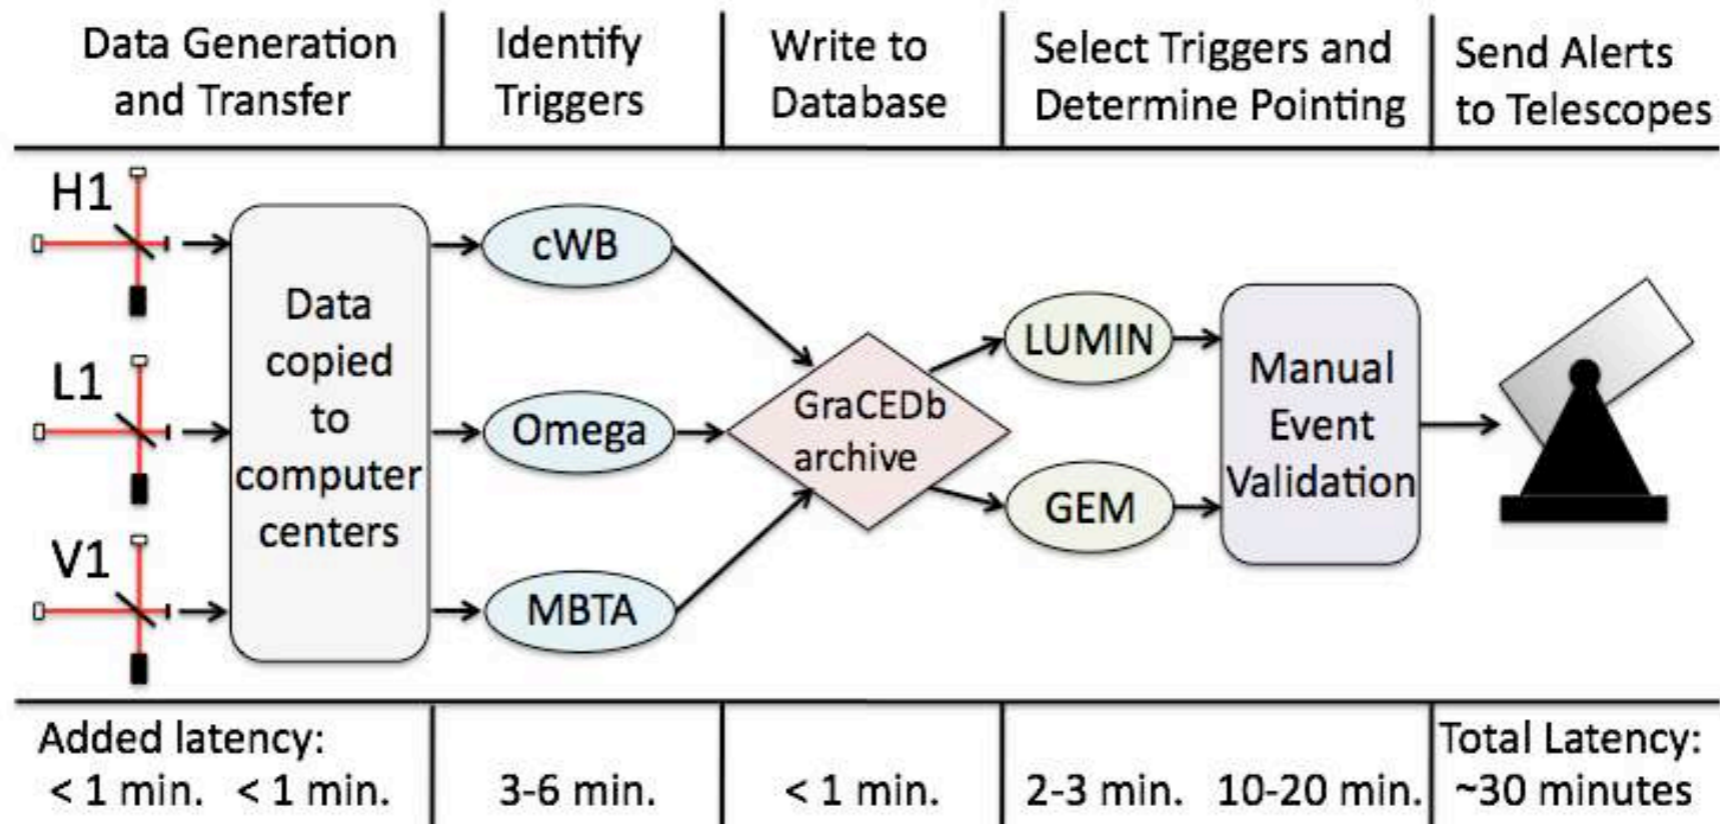 Data Generation
and Transfer
Identify
Triggers
Write to
Database
Select Triggers and
Determine Pointing
Send Alerts
to Telescopes
H1
L1
V1
Data
copied
to
computer
centers
cWB
Omega
MBTA
GraCEDb
archive
LUMIN
GEM
Manual
Event
Validation
Added latency:
< 1 min. < 1 min.
3-6 min.
< 1 min.
2-3 min. 10-20 min.
Total Latency:
~30 minutes